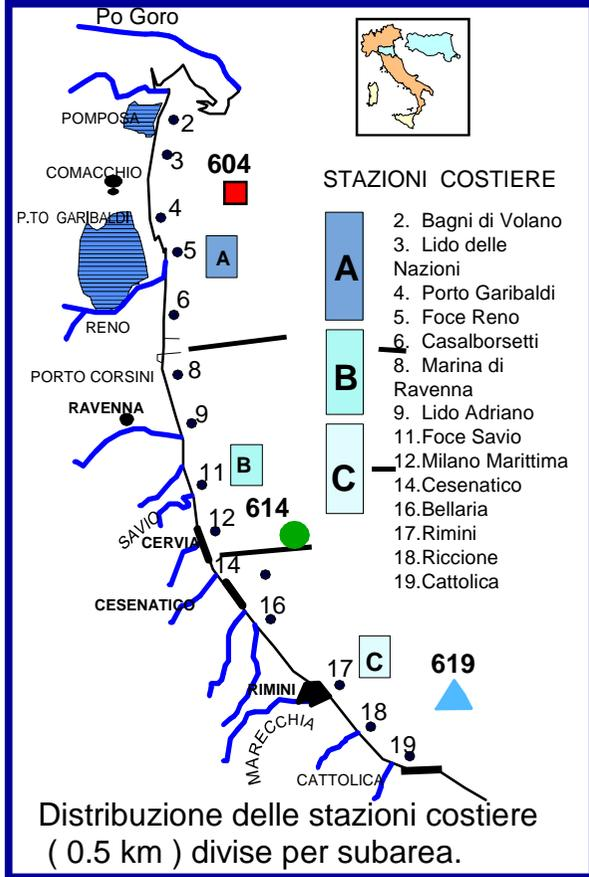 Po Goro
POMPOSA
2
COMACCHIO
3
604
P.TO GARIBALDI
4
5
A
6
RENO
PORTO CORSINI
8
RAVENNA
9
11
B
614
SAVIO
12
CERVIA
14
CESENATICO
16
17
C
619
RIMINI
MARECCHIA
18
19
CATTOLICA
STAZIONI COSTIERE
A
B
C
2. Bagni di Volano
3. Lido delle
Nazioni
4. Porto Garibaldi
5. Foce Reno
6. Casalborsetti
8. Marina di
Ravenna
9. Lido Adriano
11.Foce Savio
12.Milano Marittima
14.Cesenatico
16.Bellaria
17.Rimini
18.Riccione
19.Cattolica
Distribuzione delle stazioni costiere
( 0.5 km ) divise per subarea.